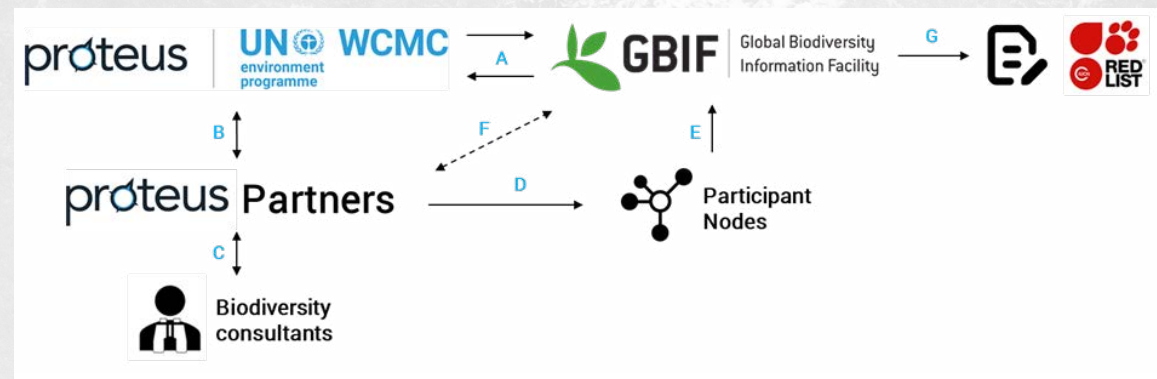 proteus
UN WCMC
environment
programme
A
GBIF
Global Biodiversity
Information Facility
G
RED
LIST
B
F
proteus Partners
D
E
Participant
Nodes
C
Biodiversity
consultants